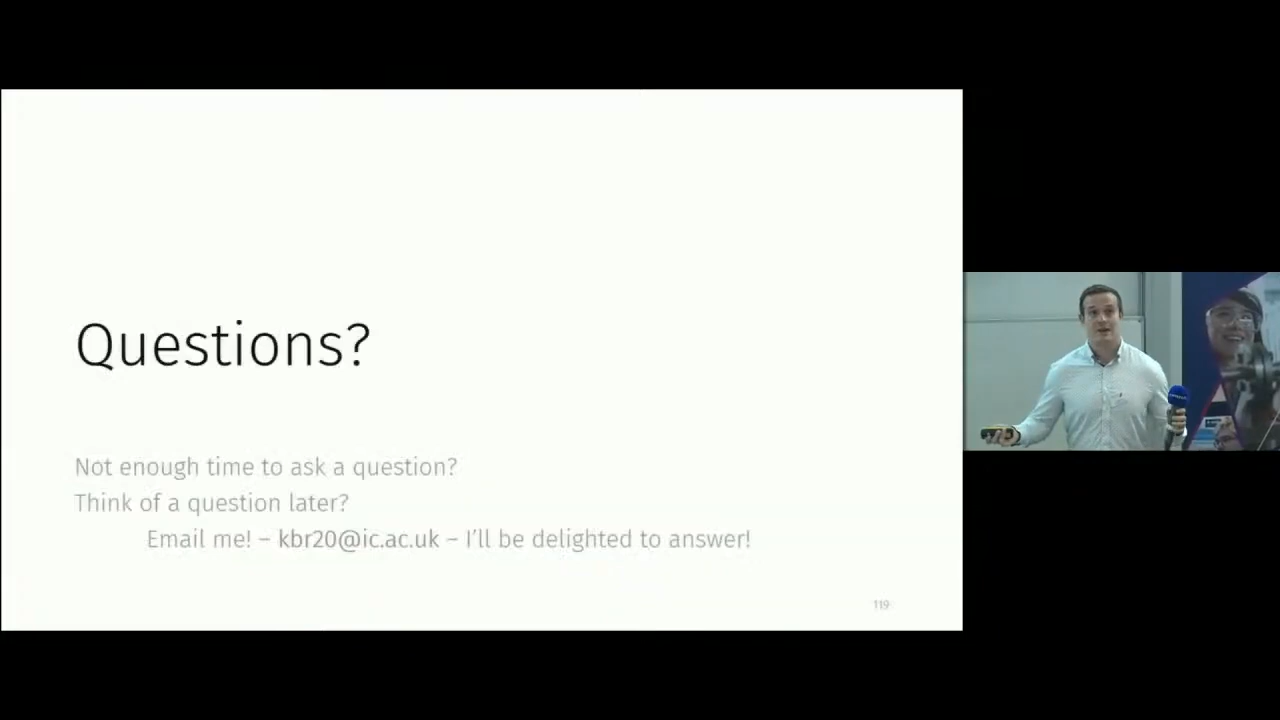 Questions?
Not enough time to ask a question?
Think of a question later?
Email me! – kbr20@ic.ac.uk – I'll be delighted to answer!
119